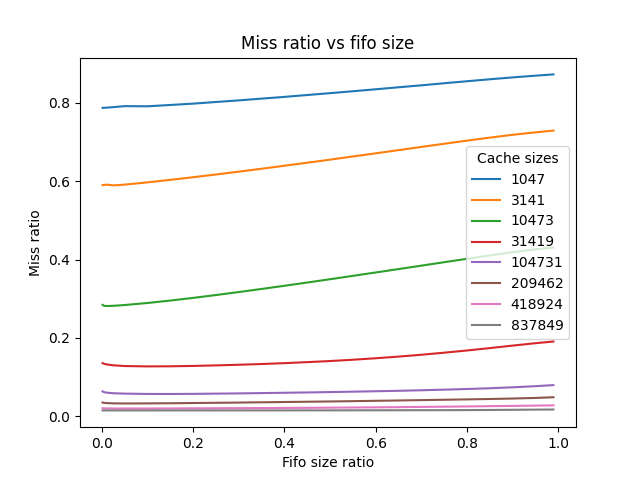 Miss ratio vs fifo size
Miss ratio
0.8
0.6
0.4
0.2
0.0
Cache sizes
1047
3141
10473
31419
104731
209462
418924
837849
0.0 0.2 0.4 0.6 0.8 1.0
Fifo size ratio